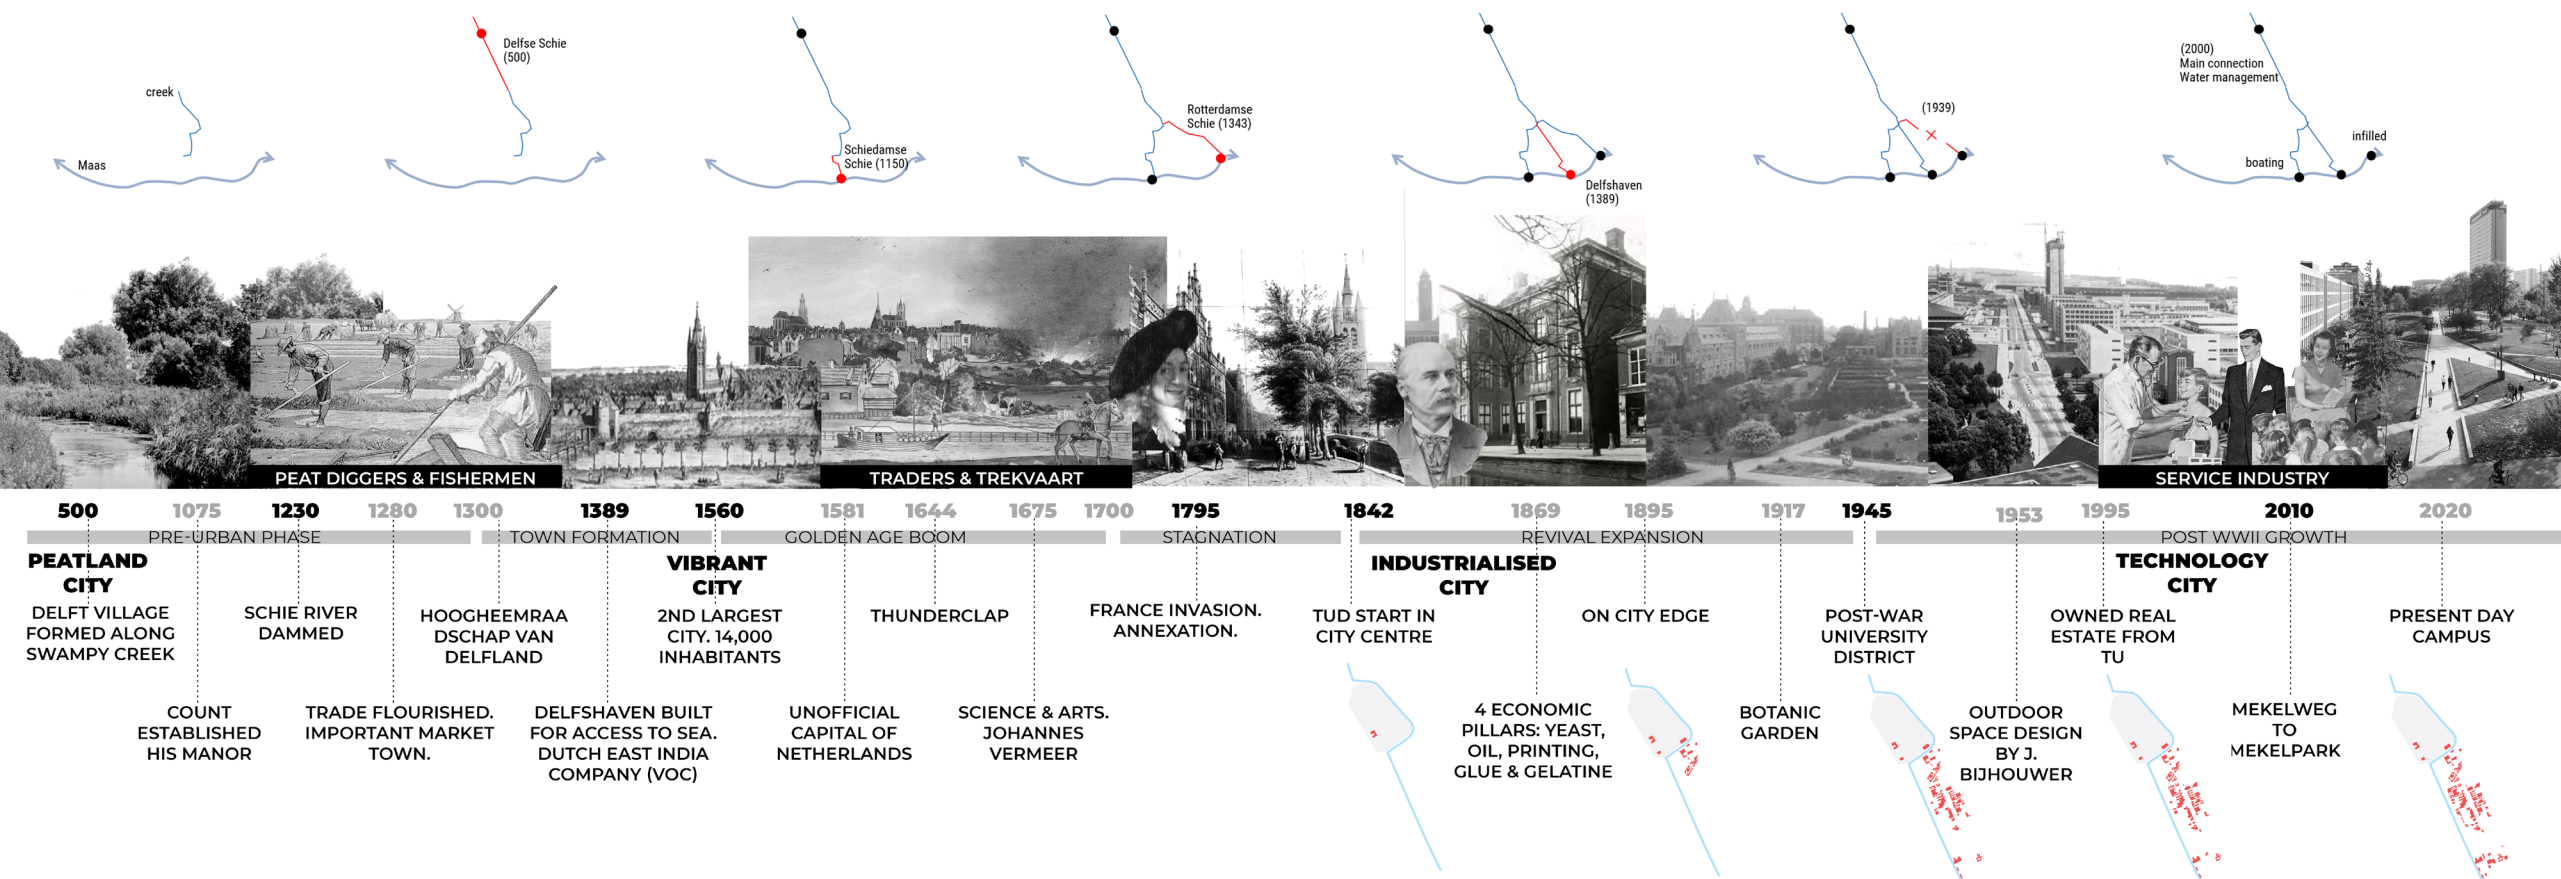 creek
Maas
Delfse Schie
(500)
Schiedamse
Schie (1150)
Rotterdamse
Schie (1343)
Delfshaven
(1389)
(1939)
(2000)
Main connection
Water management
infilled
boating
PEAT DIGGERS & FISHERMEN
TRADERS & TREKVAART
SERVICE INDUSTRY
500
1075
1230
1280
1300
1389
1560
1581
1644
1675
1700
1795
1842
1869
1895
1917
1945
1953
1995
2010
2020
PRE-URBAN PHASE
TOWN FORMATION
GOLDEN AGE BOOM
STAGNATION
REVIVAL EXPANSION
POST WWII GROWTH
PEATLAND
CITY
VIBRANT
CITY
INDUSTRIALISED
CITY
TECHNOLOGY
CITY
DELFT VILLAGE
FORMED ALONG
SWAMPY CREEK
COUNT
ESTABLISHED
HIS MANOR
SCHIE RIVER
DAMMED
TRADE FLOURISHED.
IMPORTANT MARKET
TOWN.
HOOGHEEMRAA
DSCHAP VAN
DELFLAND
DELFSHAVEN BUILT
FOR ACCESS TO SEA.
DUTCH EAST INDIA
COMPANY (VOC)
2ND LARGEST
CITY. 14,000
INHABITANTS
UNOFFICIAL
CAPITAL OF
NETHERLANDS
THUNDERCLAP
SCIENCE & ARTS.
JOHANNES
VERMEER
FRANCE INVASION.
ANNEXATION.
TUD START IN
CITY CENTRE
4 ECONOMIC
PILLARS: YEAST,
OIL, PRINTING,
GLUE & GELATINE
ON CITY EDGE
BOTANIC
GARDEN
POST-WAR
UNIVERSITY
DISTRICT
OUTDOOR
SPACE DESIGN
BY J.
BIJHOUWER
OWNED REAL
ESTATE FROM
TU
MEKELWEG
TO
MEKELPARK
PRESENT DAY
CAMPUS